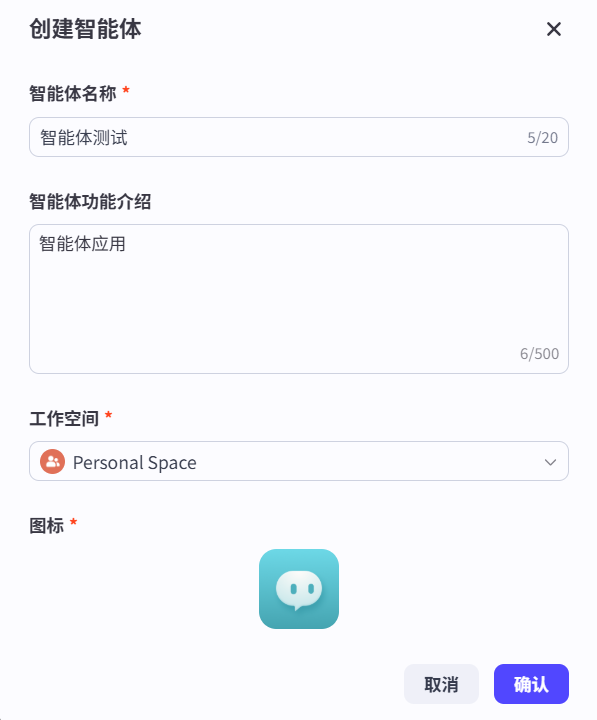 创建智能体
智能体名称 *
智能体测试
5/20
智能体功能介绍
智能体应用
6/500
工作空间 *
Personal Space
图标 *
取消
确认